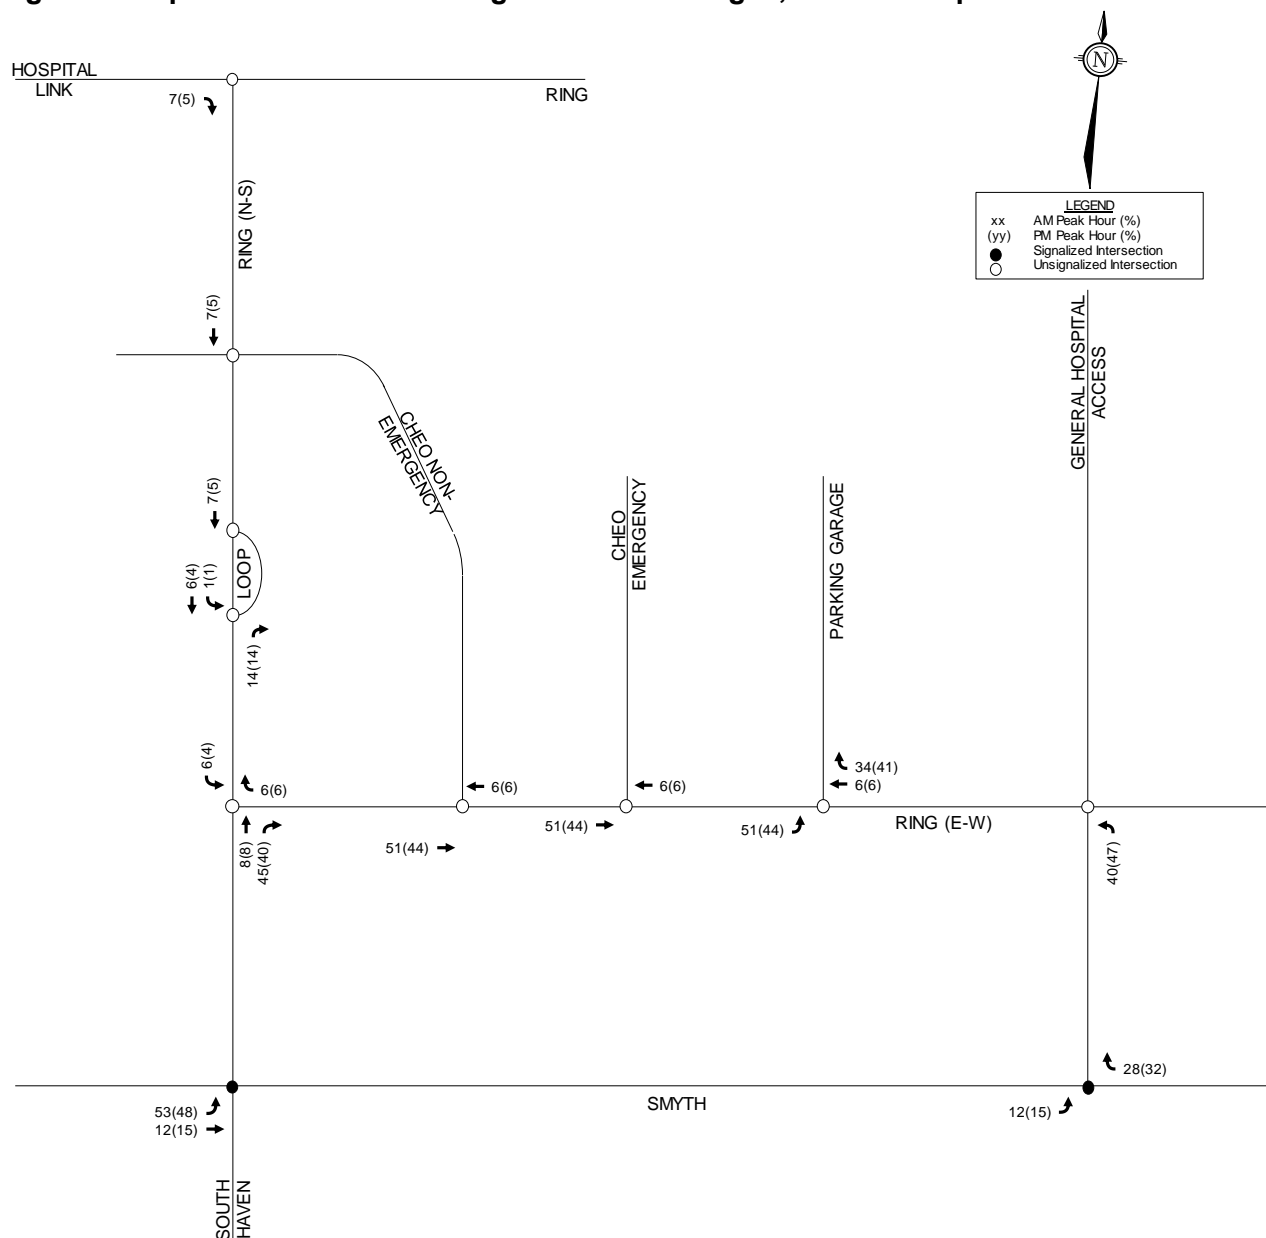 HOSPITAL
LINK
RING
7(5)
N
RING (N-S)
LEGEND
xx AM Peak Hour (%)
(yy) PM Peak Hour (%)
Signalized Intersection
Unsignalized Intersection
7(5)
GENERAL HOSPITAL
ACCESS
CHEO NON-
EMERGENCY
7(5)
6(4)
1(1)
LOOP
CHEO
EMERGENCY
PARKING GARAGE
14(14)
6(4)
6(6)
6(6)
6(6)
34(41)
6(6)
8(8)
45(40)
51(44)
51(44)
51(44)
RING (E-W)
40(47)
28(32)
53(48)
12(15)
SMYTH
12(15)
SOUTH
HAVEN